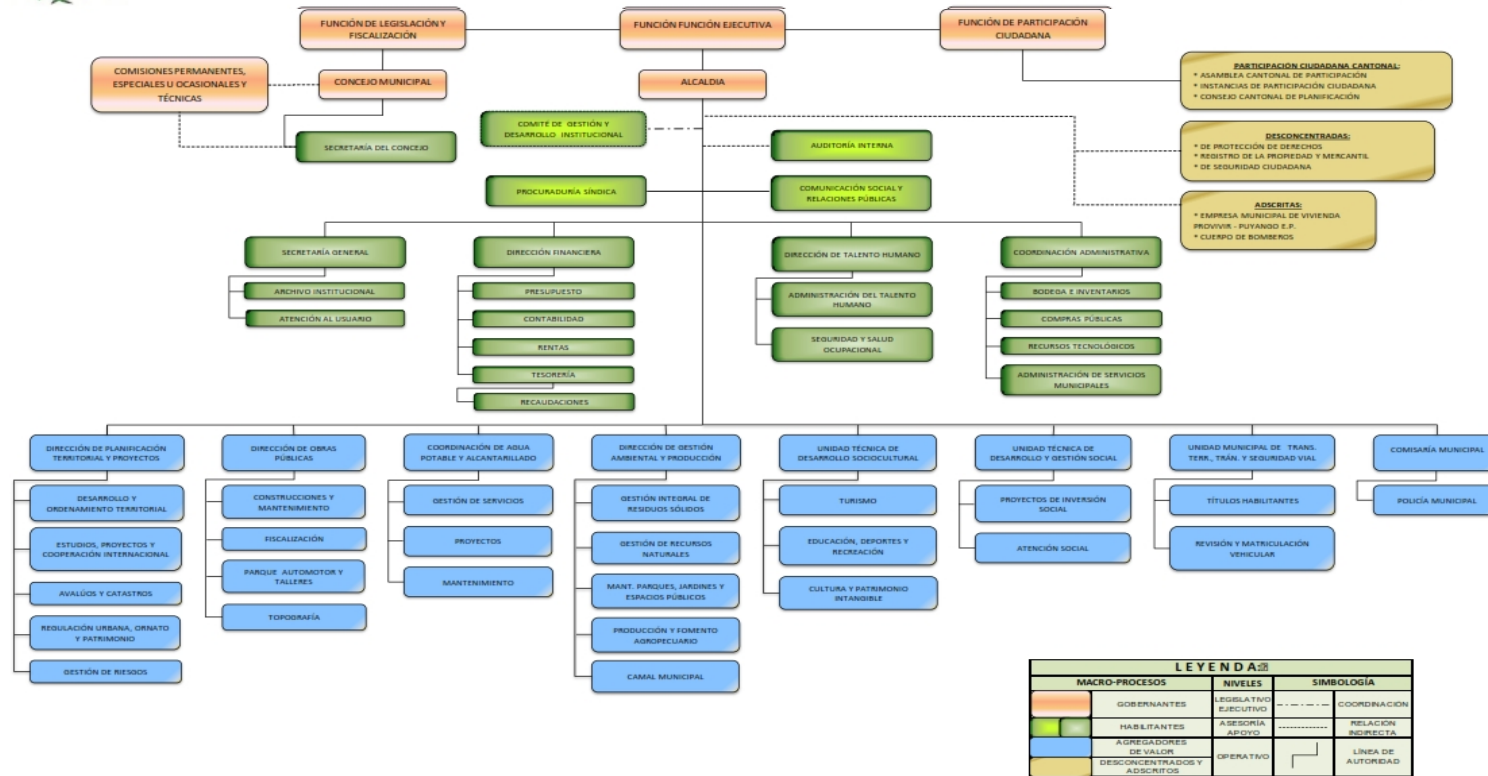 FUNCIÓN DE LEGISLACIÓN Y
FISCALIZACIÓN
FUNCIÓN FUNCIÓN EJECUTIVA
FUNCIÓN DE PARTICIPACIÓN
CIUDADANA
COMISIONES PERMANENTES,
ESPECIALES U OCASIONALES Y
TÉCNICAS
CONCEJO MUNICIPAL
ALCALDIA
PARTICIPACIÓN CIUDADANA CANTONAL:
* ASAMBLEA CANTONAL DE PARTICIPACIÓN
* INSTANCIAS DE PARTICIPACIÓN CIUDADANA
* CONSEJO CANTONAL DE PLANIFICACIÓN
COMITÉ DE GESTIÓN Y
DESARROLLO INSTITUCIONAL
SECRETARÍA DEL CONCEJO
AUDITORÍA INTERNA
DESCONCENTRADAS:
* DE PROTECCIÓN DE DERECHOS
* REGISTRO DE LA PROPIEDAD Y MERCANTIL
* DE SEGURIDAD CIUDADANA
PROCURADURÍA SÍNDICA
COMUNICACIÓN SOCIAL Y
RELACIONES PÚBLICAS
ADSCRITAS:
* EMPRESA MUNICIPAL DE VIVIENDA
PROVIVIR - PUYANGO E.P.
* CUERPO DE BOMBEROS
SECRETARÍA GENERAL
ARCHIVO INSTITUCIONAL
ATENCIÓN AL USUARIO
DIRECCIÓN FINANCIERA
PRESUPUESTO
CONTABILIDAD
RENTAS
TESORERÍA
RECAUDACIONES
DIRECCIÓN DE TALENTO HUMANO
ADMINISTRACIÓN DEL TALENTO
HUMANO
SEGURIDAD Y SALUD
OCUPACIONAL
COORDINACIÓN ADMINISTRATIVA
BODEGA E INVENTARIOS
COMPRAS PÚBLICAS
RECURSOS TECNOLÓGICOS
ADMINISTRACIÓN DE SERVICIOS
MUNICIPALES
DIRECCIÓN DE PLANIFICACIÓN
TERRITORIAL Y PROYECTOS
DESARROLLO Y
ORDENAMIENTO TERRITORIAL
ESTUDIOS, PROYECTOS Y
COOPERACIÓN INTERNACIONAL
AVALÚOS Y CATASTROS
REGULACIÓN URBANA, ORNATO
Y PATRIMONIO
GESTIÓN DE RIESGOS
DIRECCIÓN DE OBRAS
PÚBLICAS
CONSTRUCCIONES Y
MANTENIMIENTO
FISCALIZACIÓN
PARQUE AUTOMOTOR Y
TALLERES
TOPOGRAFÍA
COORDINACIÓN DE AGUA
POTABLE Y ALCANTARILLADO
GESTIÓN DE SERVICIOS
PROYECTOS
MANTENIMIENTO
DIRECCIÓN DE GESTIÓN
AMBIENTAL Y PRODUCCIÓN
GESTIÓN INTEGRAL DE
RESIDUOS SÓLIDOS
GESTIÓN DE RECURSOS
NATURALES
MANT. PARQUES, JARDINES Y
ESPACIOS PÚBLICOS
PRODUCCIÓN Y FOMENTO
AGROPECUARIO
CAMAL MUNICIPAL
UNIDAD TÉCNICA DE
DESARROLLO SOCIOCULTURAL
TURISMO
EDUCACIÓN, DEPORTES Y
RECREACIÓN
CULTURA Y PATRIMONIO
INTANGIBLE
UNIDAD TÉCNICA DE
DESARROLLO Y GESTIÓN SOCIAL
PROYECTOS DE INVERSIÓN
SOCIAL
ATENCIÓN SOCIAL
UNIDAD MUNICIPAL DE TRANS.
TERR., TRÁN. Y SEGURIDAD VIAL
TÍTULOS HABILITANTES
REVISIÓN Y MATRICULACIÓN
VEHICULAR
COMISARÍA MUNICIPAL
POLICÍA MUNICIPAL
LEYENDA
MACRO-PROCESOS NIVELES SIMBOLOGÍA
GOBERNANTES LEGISLATIVO EJECUTIVO COORDINACIÓN
HABILITANTES ASESORÍA APOYO RELACIÓN INDIRECTA
AGREGADORES DE VALOR OPERATIVO LÍNEA DE AUTORIDAD
DESCONCENTRADOS Y ADSCRITOS